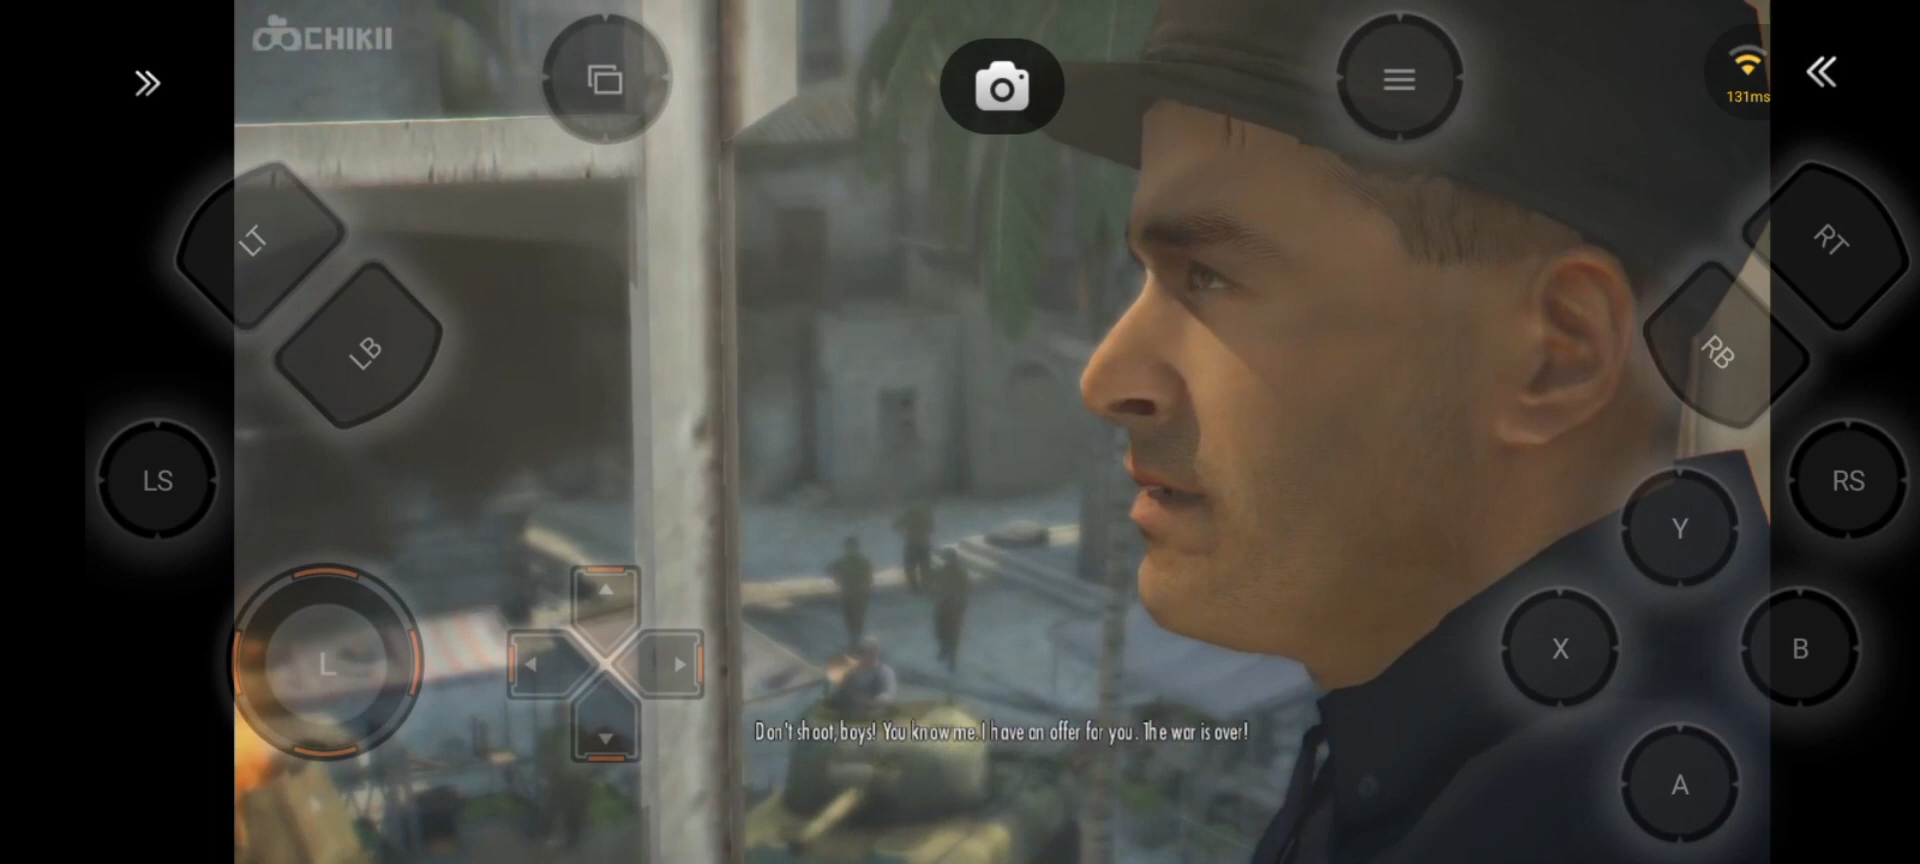 CHIKII
131ms
LT
RT
LB
RB
LS
RS
Y
L
X
B
Don't shoot, boys! You know me. I have an offer for you. The war is over!
A